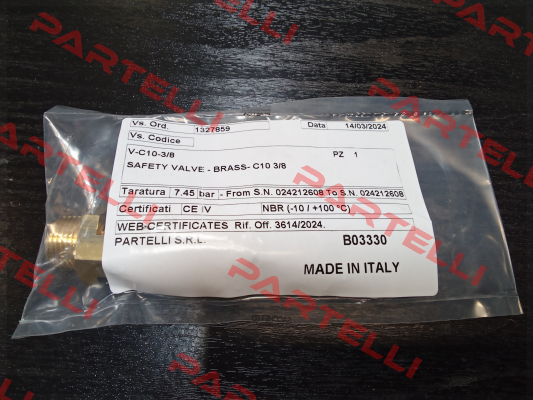 Vs. Ord. 1327859 Data 14/03/2024
Vs. Codice
V-C10-3/8 PZ 1
SAFETY VALVE - BRASS- C10 3/8
Taratura 7.45 bar - From S.N. 024212608 To S.N. 024212608
Certificati CE IV NBR (-10 / +100 °C)
WEB-CERTIFICATES Rif. Off. 3614/2024.
PARTELLI S.R.L. B03330
MADE IN ITALY
PARTELLI
PARTELLI
PARTELLI
PARTELLI
PARTELLI